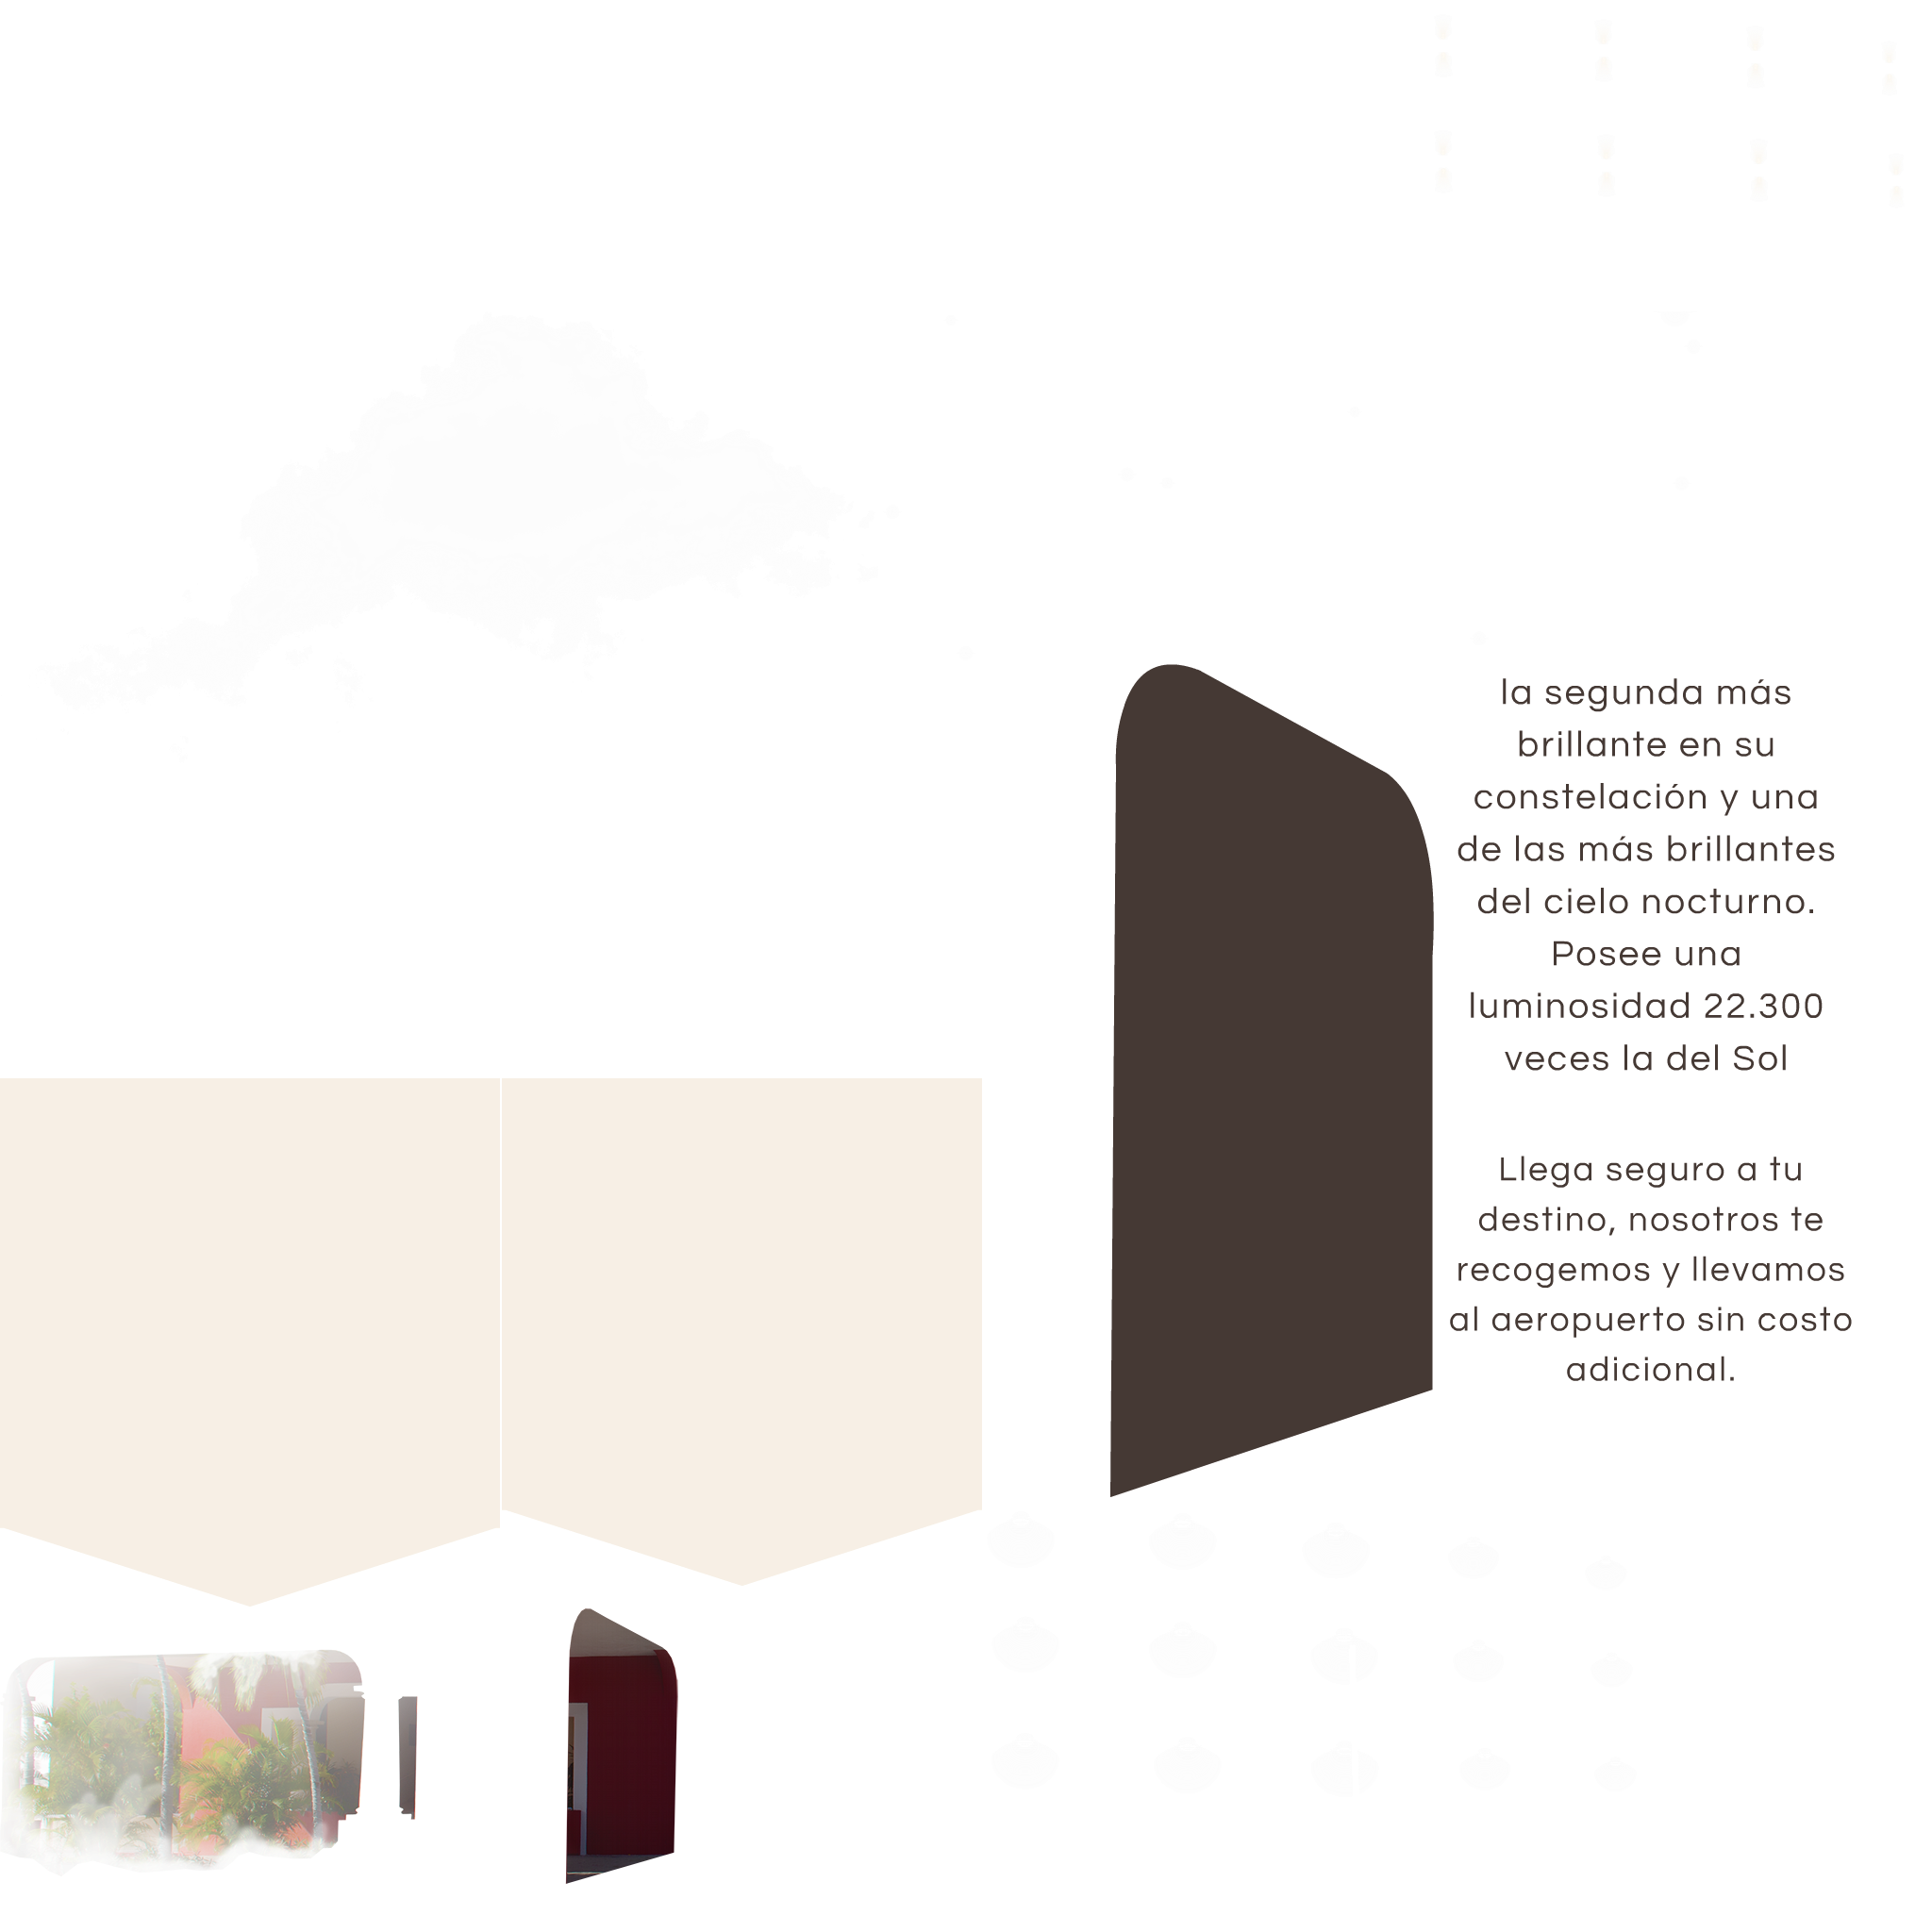 la segunda más
brillante en su
constelación y una
de las más brillantes
del cielo nocturno.
Posee una
luminosidad 22.300
veces la del Sol
Llega seguro a tu
destino, nosotros te
recogemos y llevamos
al aeropuerto sin costo
adicional.